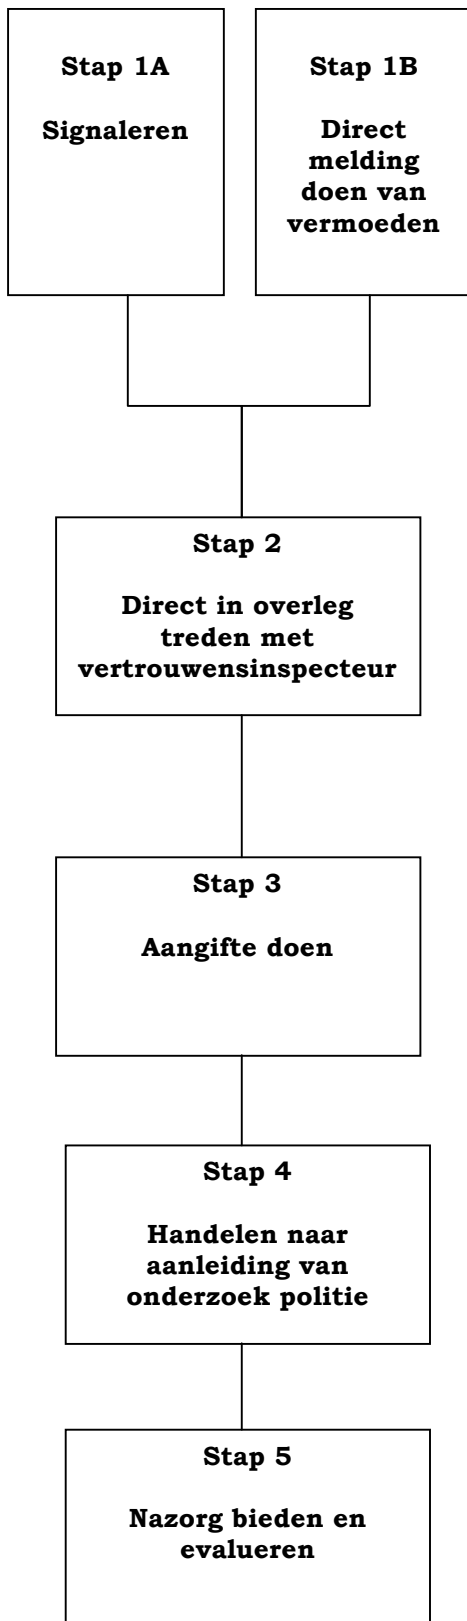 Stap 1A
Signaleren
Stap 1B
Direct
melding
doen van
vermoeden
Stap 2
Direct in overleg
treden met
vertrouwensinspecteur
Stap 3
Aangifte doen
Stap 4
Handelen naar
aanleiding van
onderzoek politie
Stap 5
Nazorg bieden en
evalueren